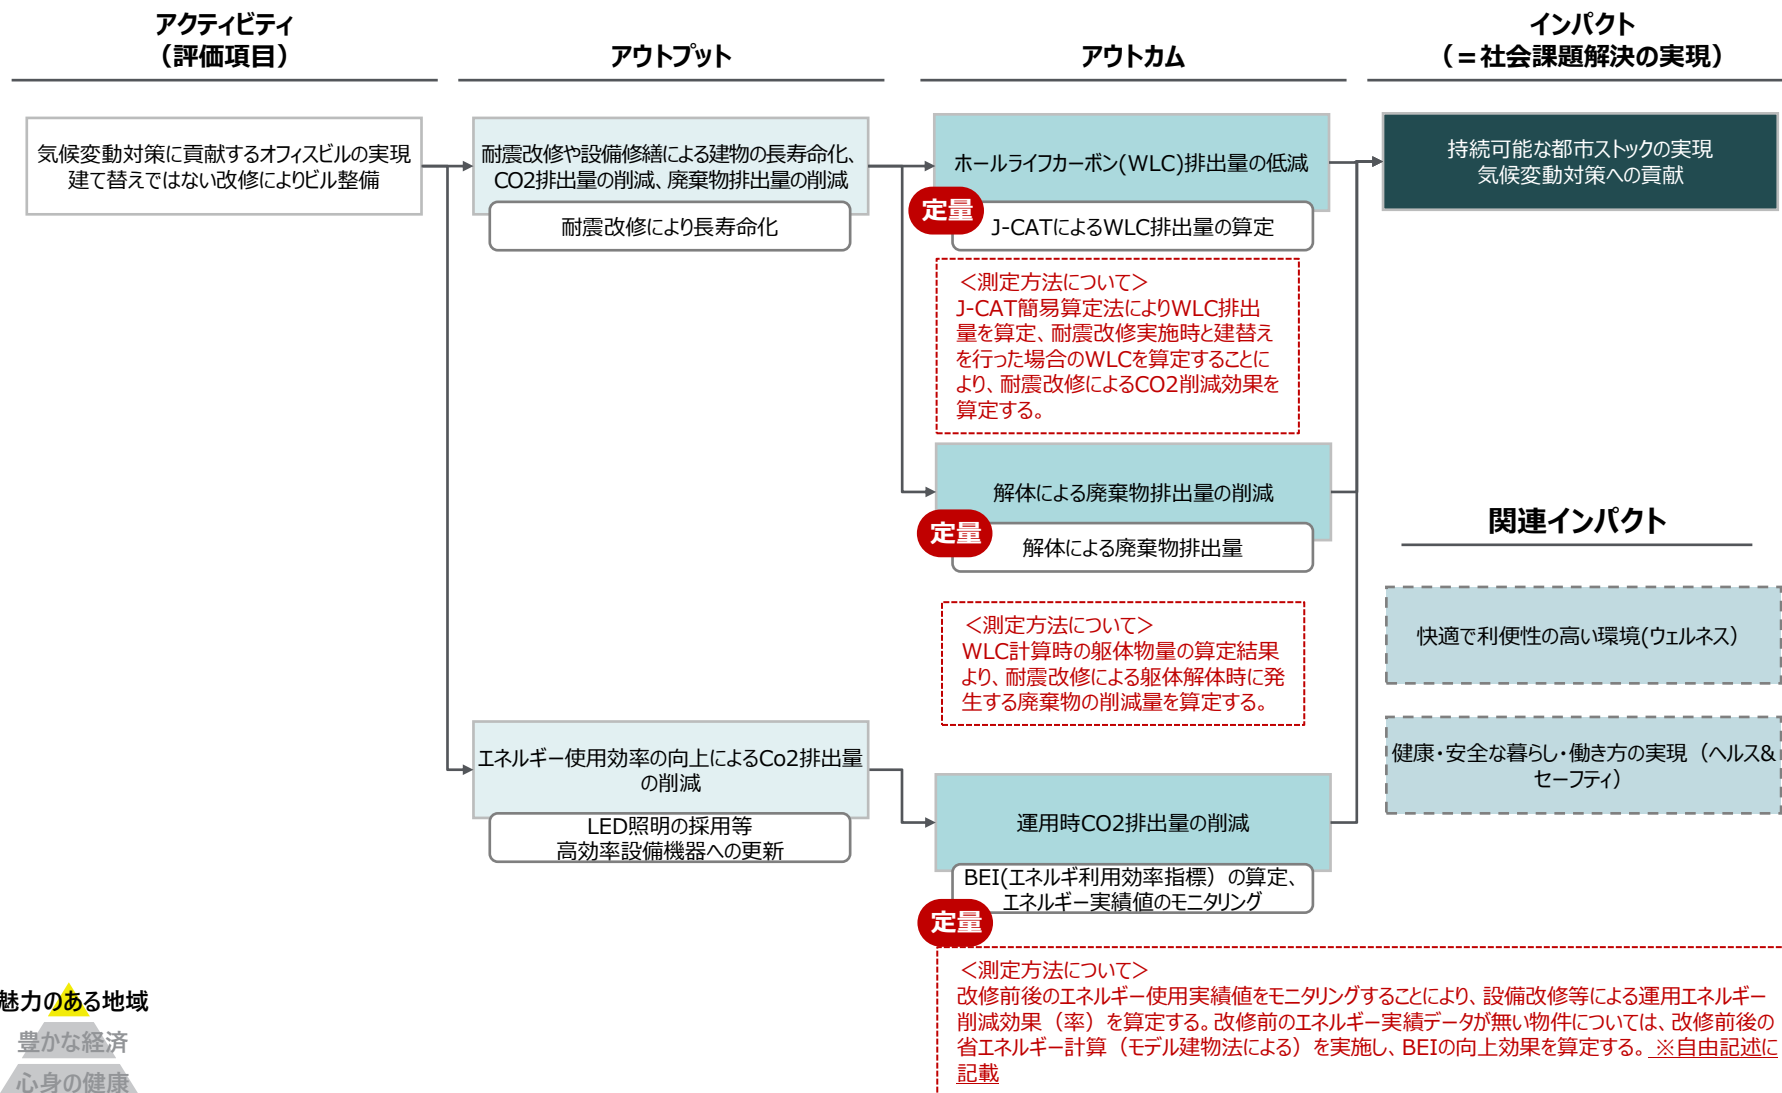 アクティビティ
（評価項目）
アウトプット
アウトカム
インパクト
（＝社会課題解決の実現）
気候変動対策に貢献するオフィスビルの実現
建て替えではない改修によりビル整備
耐震改修や設備修繕による建物の長寿命化、
CO2排出量の削減、廃棄物排出量の削減
耐震改修により長寿命化
ホールライフカーボン(WLC)排出量の低減
定量
J-CATによるWLC排出量の算定
＜測定方法について＞
J-CAT簡易算定法によりWLC排出
量を算定、耐震改修実施時と建替え
を行った場合のWLCを算定することに
より、耐震改修によるCO2削減効果を
算定する。
持続可能な都市ストックの実現
気候変動対策への貢献
解体による廃棄物排出量の削減
定量
解体による廃棄物排出量
＜測定方法について＞
WLC計算時の躯体物量の算定結果
より、耐震改修による躯体解体時に発
生する廃棄物の削減量を算定する。
関連インパクト
快適で利便性の高い環境(ウェルネス）
健康・安全な暮らし・働き方の実現（ヘルス&
セーフティ）
エネルギー使用効率の向上によるCo2排出量
の削減
LED照明の採用等
高効率設備機器への更新
運用時CO2排出量の削減
BEI(エネルギ利用効率指標）の算定、
エネルギー実績値のモニタリング
定量
＜測定方法について＞
改修前後のエネルギー使用実績値をモニタリングすることにより、設備改修等による運用エネルギー
削減効果（率）を算定する。改修前のエネルギー実績データが無い物件については、改修前後の
省エネルギー計算（モデル建物法による）を実施し、BEIの向上効果を算定する。※自由記述に
記載
魅力のある地域
豊かな経済
心身の健康